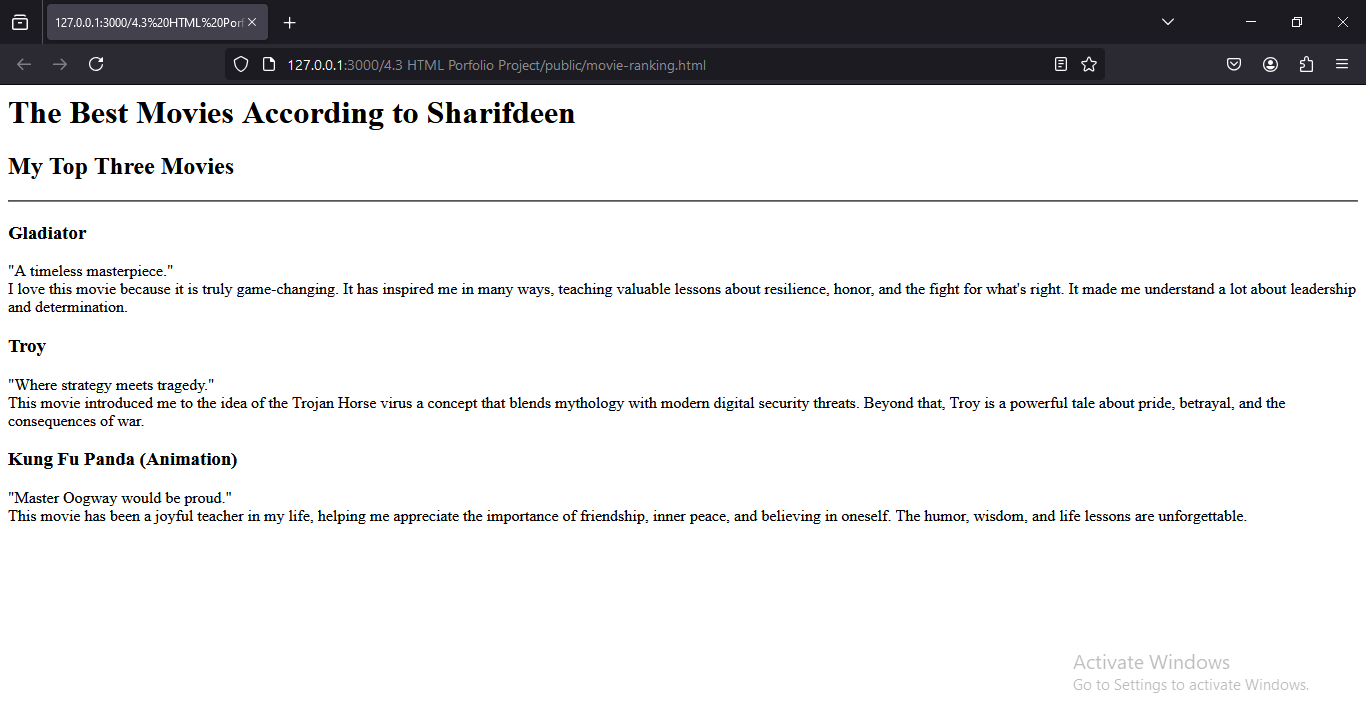 127.0.0.1:3000/4.3%20HTML%20Porf
127.0.0.1:3000/4.3 HTML Porfolio Project/public/movie-ranking.html
The Best Movies According to Sharifdeen
My Top Three Movies
Gladiator
"A timeless masterpiece."
I love this movie because it is truly game-changing. It has inspired me in many ways, teaching valuable lessons about resilience, honor, and the fight for what's right. It made me understand a lot about leadership
and determination.
Troy
"Where strategy meets tragedy."
This movie introduced me to the idea of the Trojan Horse virus a concept that blends mythology with modern digital security threats. Beyond that, Troy is a powerful tale about pride, betrayal, and the
consequences of war.
Kung Fu Panda (Animation)
"Master Oogway would be proud."
This movie has been a joyful teacher in my life, helping me appreciate the importance of friendship, inner peace, and believing in oneself. The humor, wisdom, and life lessons are unforgettable.
Activate Windows
Go to Settings to activate Windows.